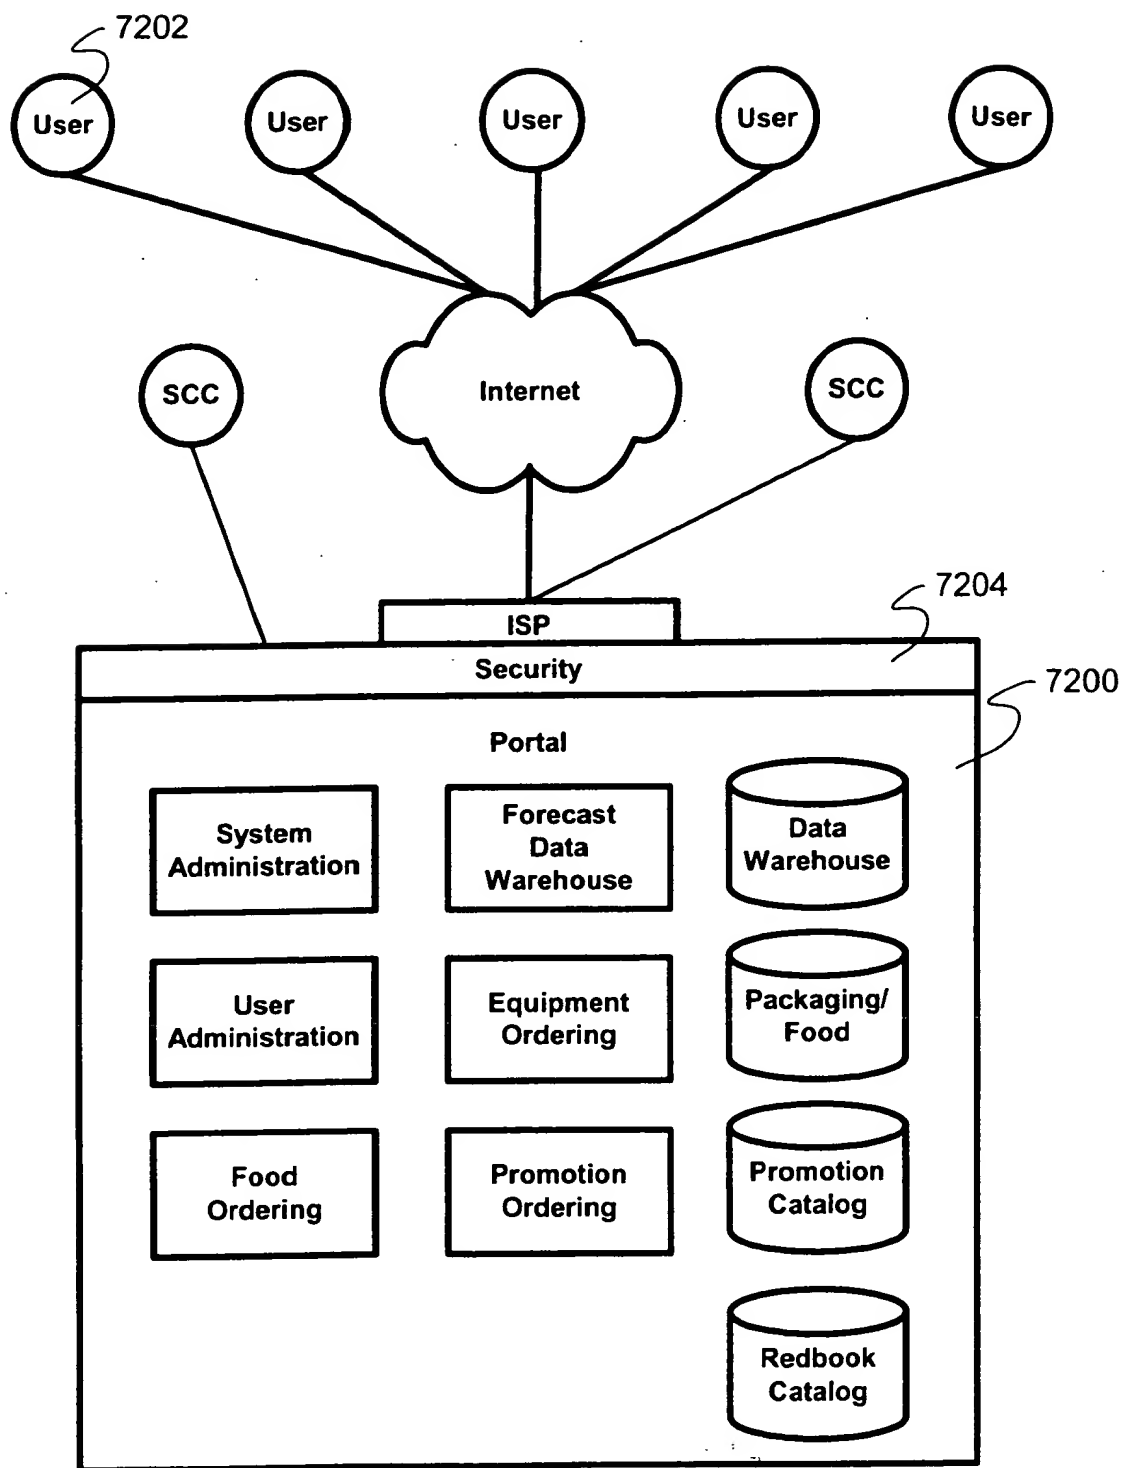 7202
User
User
User
User
User
SCC
Internet
SCC
7204
ISP
Security
7200
Portal
System
Administration
Forecast
Data
Warehouse
Data
Warehouse
User
Administration
Equipment
Ordering
Packaging/
Food
Food
Ordering
Promotion
Ordering
Promotion
Catalog
Redbook
Catalog